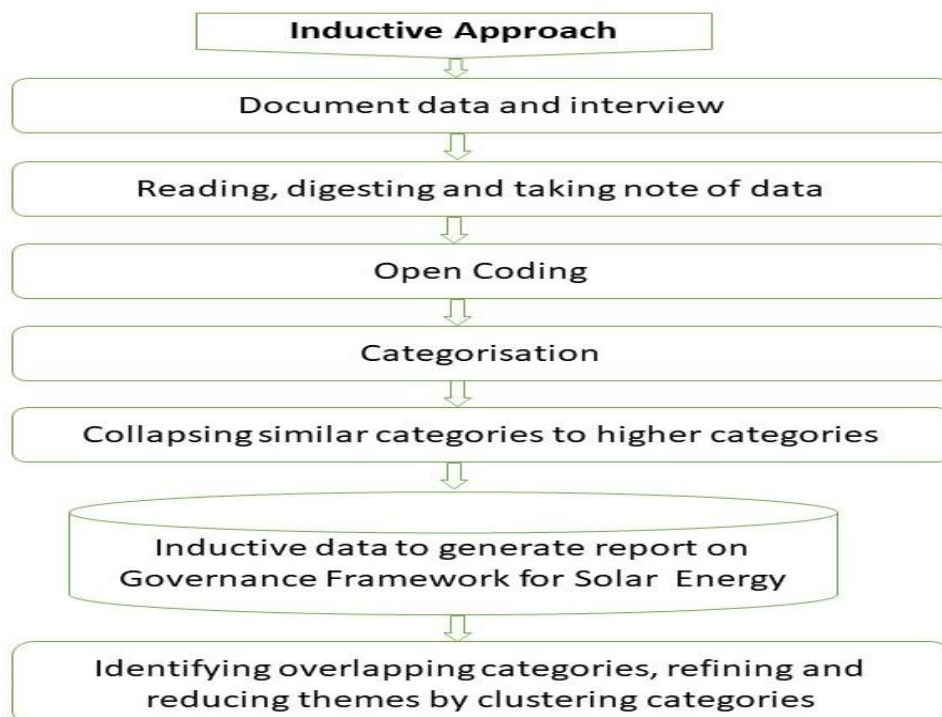 Inductive Approach
Document data and interview
Reading, digesting and taking note of data
Open Coding
Categorisation
Collapsing similar categories to higher categories
Inductive data to generate report on
Governance Framework for Solar Energy
Identifying overlapping categories, refining and
reducing themes by clustering categories